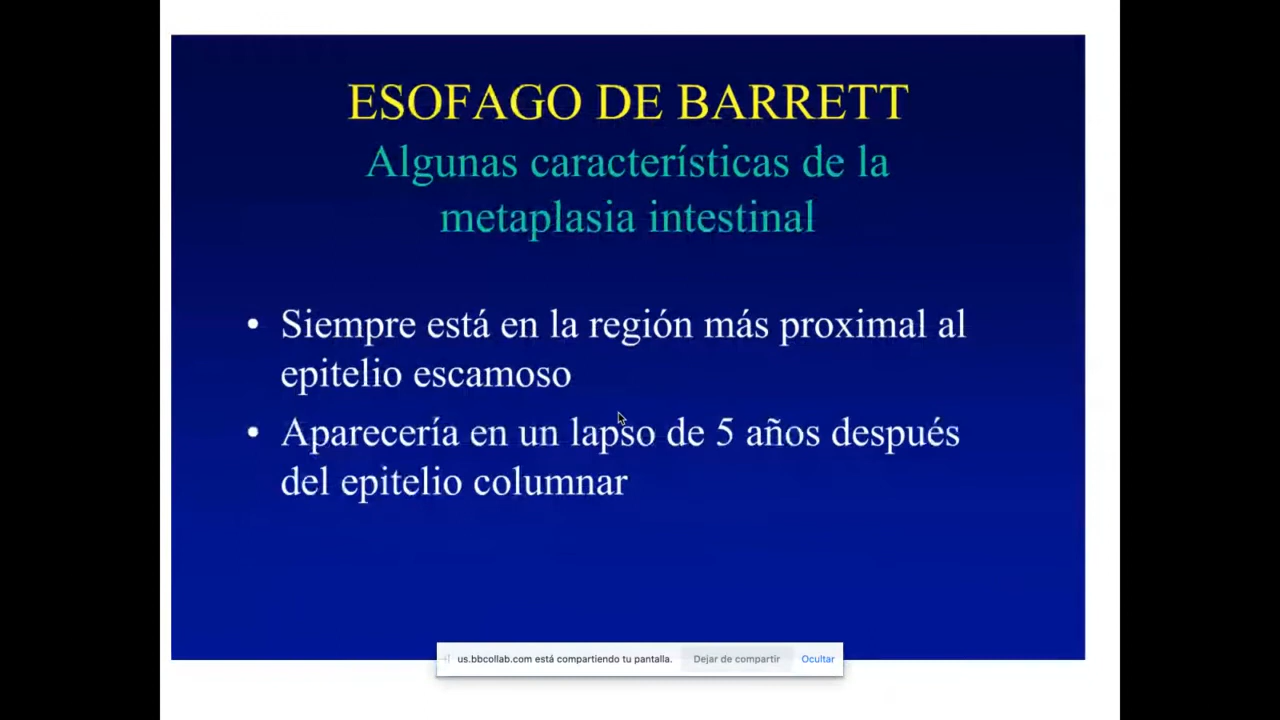 ESOFAGO DE BARRETT
Algunas características de la
metaplasia intestinal
• Siempre está en la región más proximal al
epitelio escamoso
• Aparecería en un lapso de 5 años después
del epitelio columnar
us.bbcollab.com está compartiendo tu pantalla. Dejar de compartir Ocultar